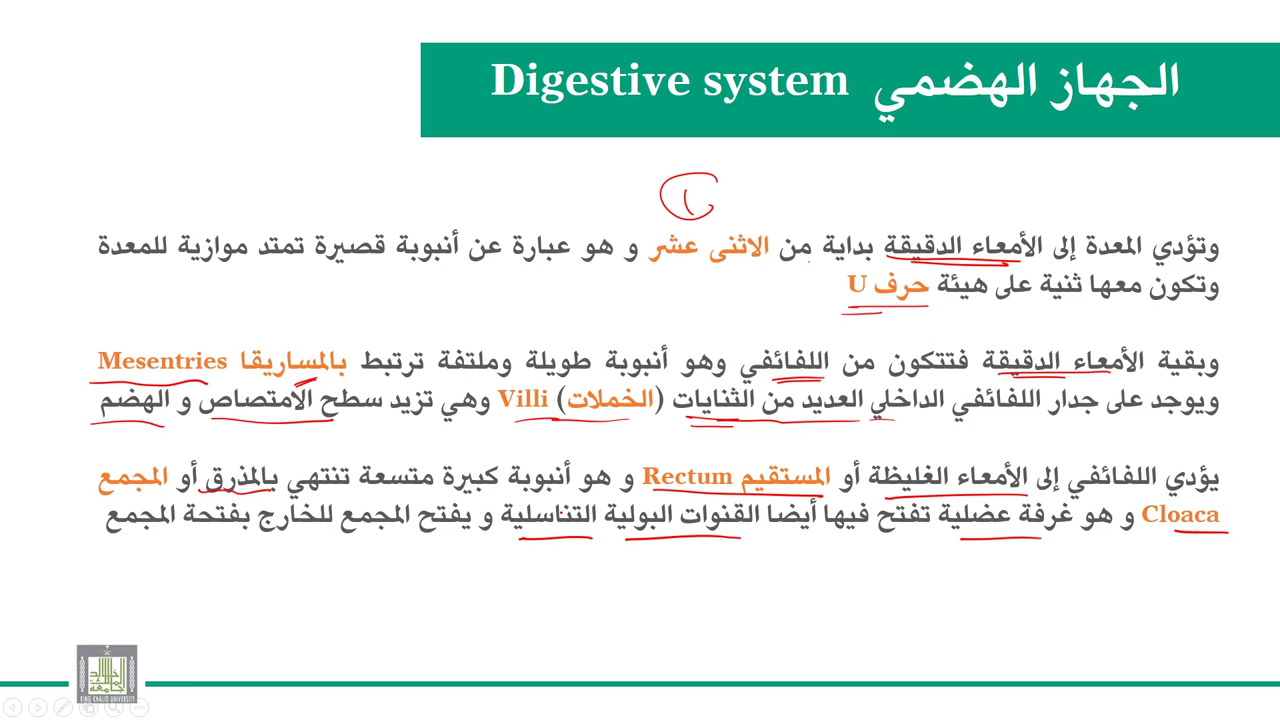 الجهاز الهضمي Digestive system
١
وتؤدي المعدة إلى الأمعاء الدقيقة بداية من الاثنى عشر و هو عبارة عن أنبوبة قصيرة تمتد موازية للمعدة
وتكون معها ثنية على هيئة حرف U
وبقية الأمعاء الدقيقة فتتكون من اللفائفي وهو أنبوبة طويلة وملتفة ترتبط بالمساريقا Mesentries
ويوجد على جدار اللفائفي الداخلي العديد من الثنايات (الخملات) Villi وهي تزيد سطح الامتصاص و الهضم
يؤدي اللفائفي إلى الأمعاء الغليظة أو المستقيم Rectum و هو أنبوبة كبيرة متسعة تنتهي بالمذرق أو المجمع
Cloaca و هو غرفة عضلية تفتح فيها أيضا القنوات البولية التناسلية و يفتح المجمع للخارج بفتحة المجمع
KING KHALID UNIVERSITY